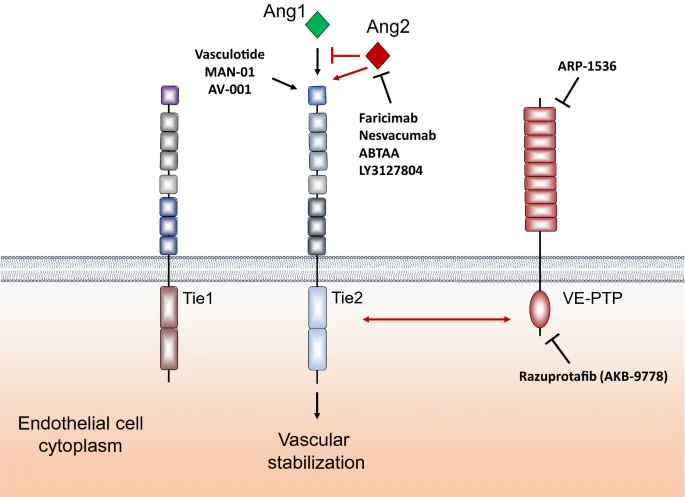 Ang1
Ang2
Vasculotide
MAN-01
AV-001
ARP-1536
Faricimab
Nesvacumab
ABTAA
LY3127804
Tie1
Tie2
VE-PTP
Razuprotafib (AKB-9778)
Endothelial cell
cytoplasm
Vascular
stabilization